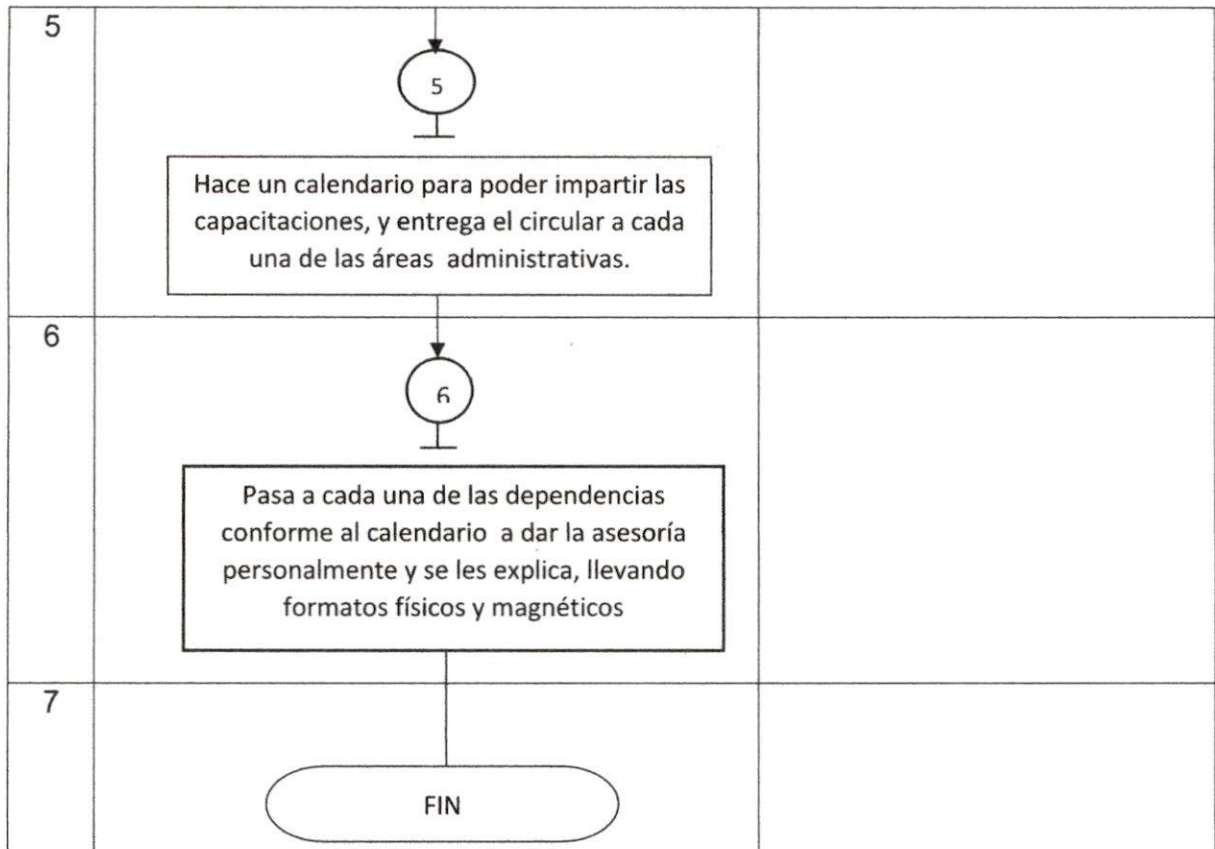 5
5
Hace un calendario para poder impartir las
capacitaciones, y entrega el circular a cada
una de las áreas administrativas.
6
6
Pasa a cada una de las dependencias
conforme al calendario a dar la asesoría
personalmente y se les explica, llevando
formatos físicos y magnéticos
7
FIN